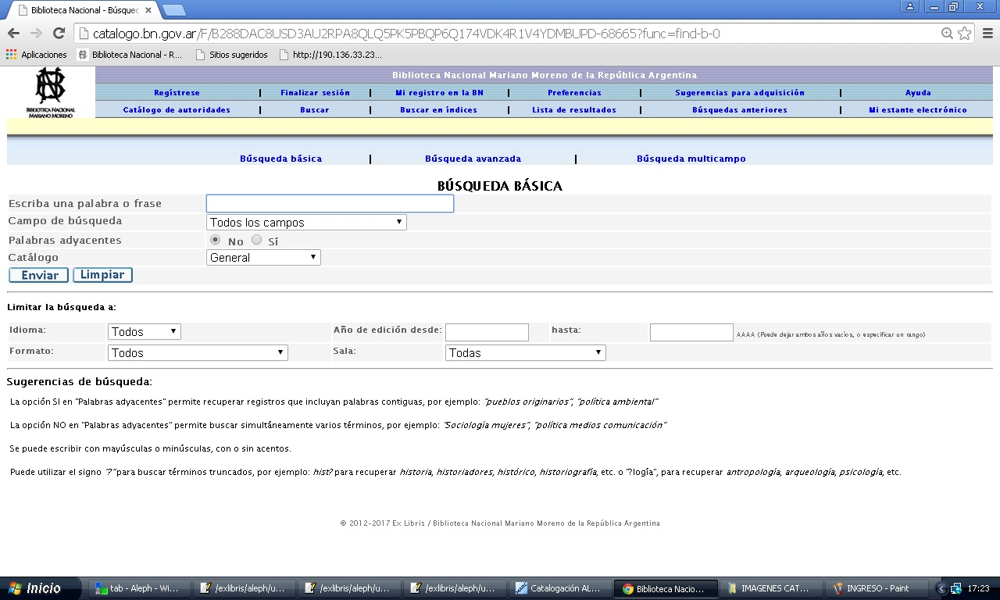 Biblioteca Nacional - Búsquec
catalogo.bn.gov.ar/F/B288DAC8USD3AU2RPA8QLQ5PK5PBQPFQ174VDK4R1V4YDMBUPD-68665?func=find-b-0
Aplicaciones Biblioteca Nacional - R... Sitios sugeridos http://190.136.33.23...
BIBLIOTECA NACIONAL
MARIANO MORENO
Biblioteca Nacional Mariano Moreno de la República Argentina
Regístrese | Finalizar sesión | Mi registro en la BN | Preferencias | Sugerencias para adquisición | Ayuda
Catálogo de autoridades | Buscar | Buscar en índices | Lista de resultados | Búsquedas anteriores | Mi estante electrónico
Búsqueda básica | Búsqueda avanzada | Búsqueda multicampo
BÚSQUEDA BÁSICA
Escriba una palabra o frase
Campo de búsqueda Todos los campos
Palabras adyacentes No Sí
Catálogo General
Enviar Limpiar
Limitar la búsqueda a:
Idioma: Todos Año de edición desde: hasta: AAAA (Puede dejar ambos años vacíos, o especificar un rango)
Formato: Todos Sala: Todas
Sugerencias de búsqueda:
La opción SI en "Palabras adyacentes" permite recuperar registros que incluyan palabras contiguas, por ejemplo: "pueblos originarios", "política ambiental"
La opción NO en "Palabras adyacentes" permite buscar simultáneamente varios términos, por ejemplo: "Sociología mujeres", "política medios comunicación"
Se puede escribir con mayúsculas o minúsculas, con o sin acentos.
Puede utilizar el signo "?" para buscar términos truncados, por ejemplo: hist? para recuperar historia, historiadores, histórico, historiografía, etc. o "?logía", para recuperar antropología, arqueología, psicología, etc.
© 2012-2017 Ex Libris / Biblioteca Nacional Mariano Moreno de la República Argentina
Inicio tab - Aleph - Wi... /exlibris/aleph/u... /exlibris/aleph/u... /exlibris/aleph/u... Catalogación AL... Biblioteca Nacio... IMAGENES CAT... INGRESO - Paint 17:23